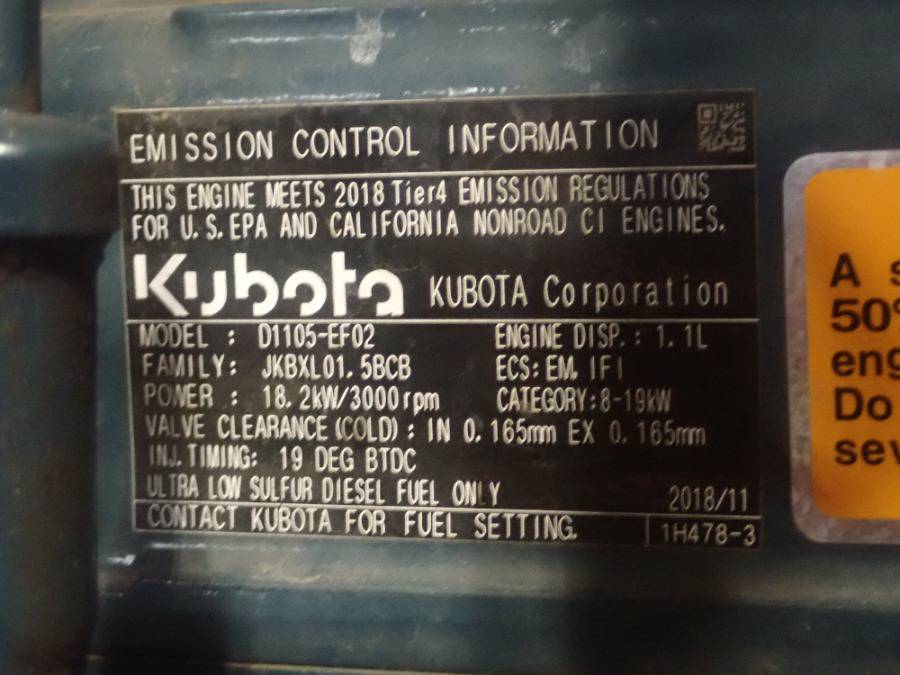 EMISSION CONTROL INFORMATION
THIS ENGINE MEETS 2018 Tier4 EMISSION REGULATIONS
FOR U.S.EPA AND CALIFORNIA NONROAD CI ENGINES.
Kubota KUBOTA Corporation
MODEL : D1105-EF02 ENGINE DISP.: 1.1L
FAMILY: JKBXL01.5BCB ECS: EM, IFI
POWER : 18.2kW/3000rpm CATEGORY:8-19kW
VALVE CLEARANCE(COLD): IN 0.165mm EX 0.165mm
INJ.TIMING: 19 DEG BTDC
ULTRA LOW SULFUR DIESEL FUEL ONLY 2018/11
CONTACT KUBOTA FOR FUEL SETTING. 1H478-3
A
50%
Do